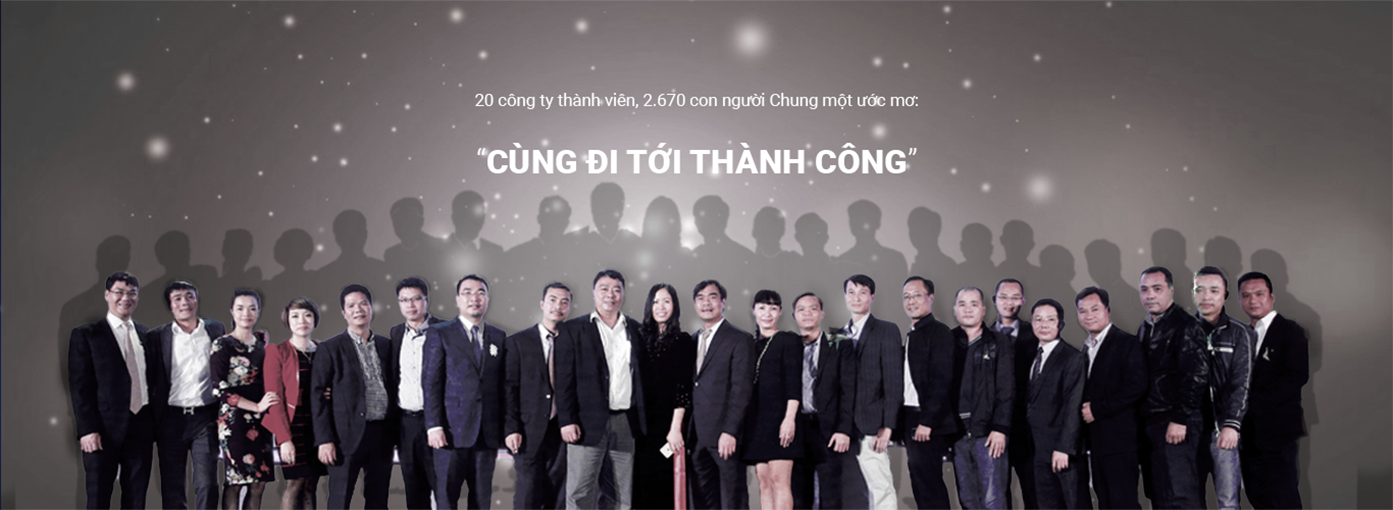 20 công ty thành viên, 2.670 con người Chung một ước mơ:
“CÙNG ĐI TỚI THÀNH CÔNG”